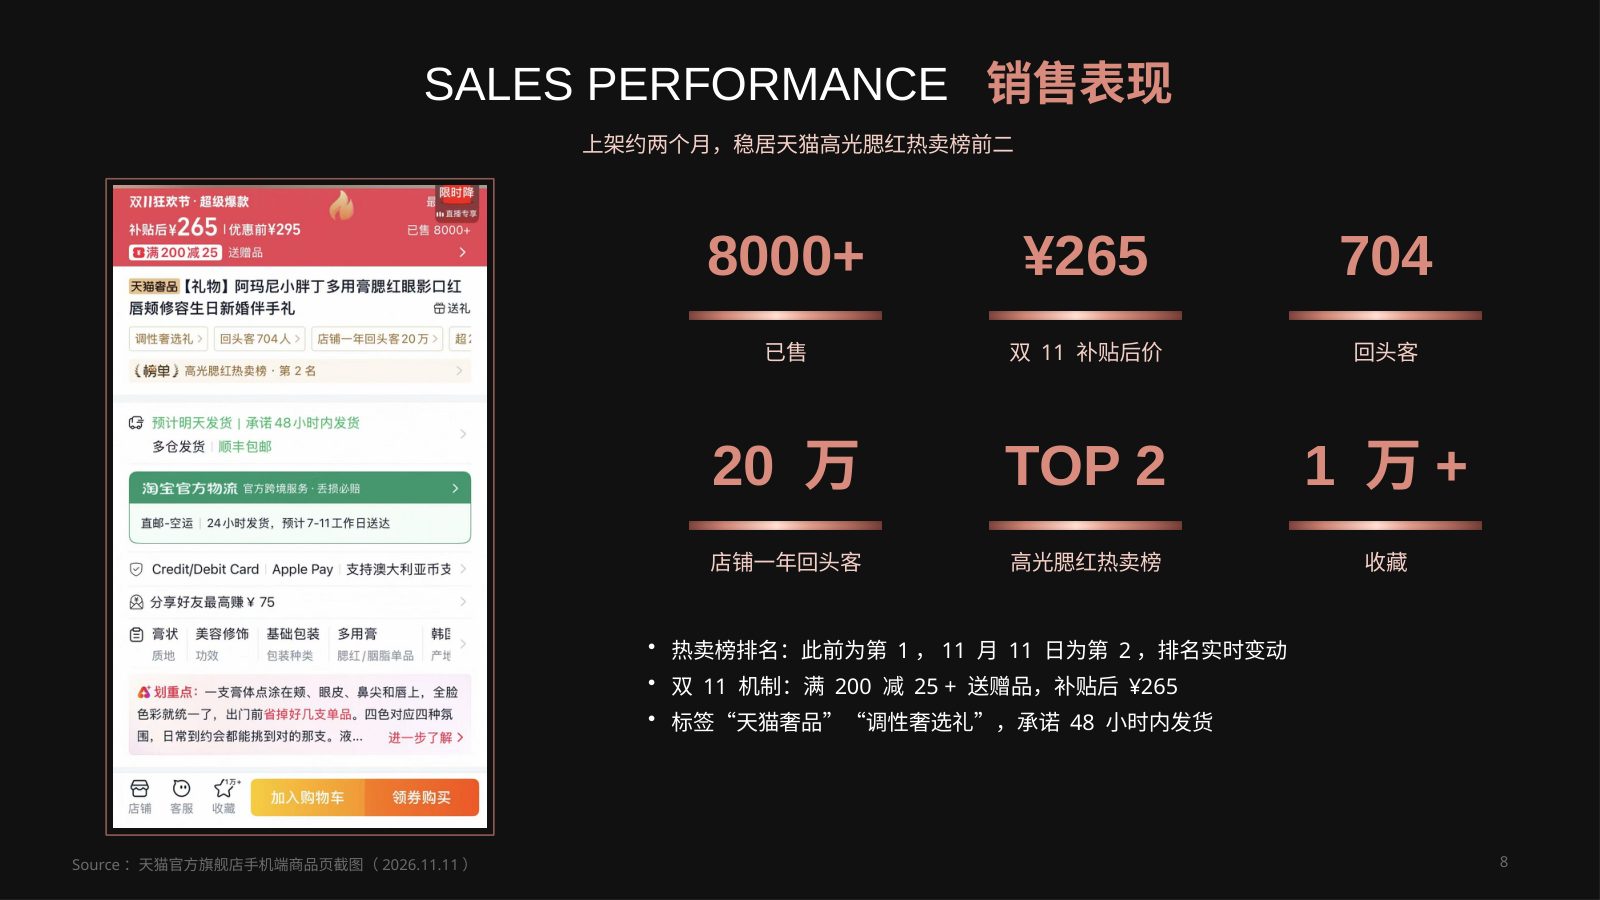 SALES PERFORMANCE 销售表现
上架约两个月，稳居天猫高光腮红热卖榜前二
双11狂欢节·超级爆款
限时降
直播专享
补贴后¥265 | 优惠前¥295
已售 8000+
满200减25 送赠品
天猫奢品【礼物】阿玛尼小胖丁多用膏腮红眼影口红
唇颊修容生日新婚伴手礼 送礼
调性奢选礼 回头客704人 店铺一年回头客20万
榜单 高光腮红热卖榜·第 2 名
预计明天发货 | 承诺48小时内发货
多仓发货 | 顺丰包邮
淘宝官方物流 官方跨境服务·丢损必赔
直邮-空运 | 24小时发货，预计7-11工作日送达
Credit/Debit Card | Apple Pay | 支持澳大利亚币支
分享好友最高赚¥ 75
膏状 美容修饰 基础包装 多用膏
质地 功效 包装种类 腮红/胭脂单品
划重点：一支膏体点涂在颊、眼皮、鼻尖和唇上，全脸
色彩就统一了，出门前省掉好几支单品。四色对应四种氛
围，日常到约会都能挑到对的那支。液... 进一步了解
1万+
店铺 客服 收藏 加入购物车 领券购买
8000+ ¥265 704
已售 双 11 补贴后价 回头客
20 万 TOP 2 1 万 +
店铺一年回头客 高光腮红热卖榜 收藏
• 热卖榜排名：此前为第 1 ， 11 月 11 日为第 2 ，排名实时变动
• 双 11 机制：满 200 减 25 + 送赠品，补贴后 ¥265
• 标签“天猫奢品” “调性奢选礼” ，承诺 48 小时内发货
Source ：天猫官方旗舰店手机端商品页截图（ 2026.11.11 ）
8